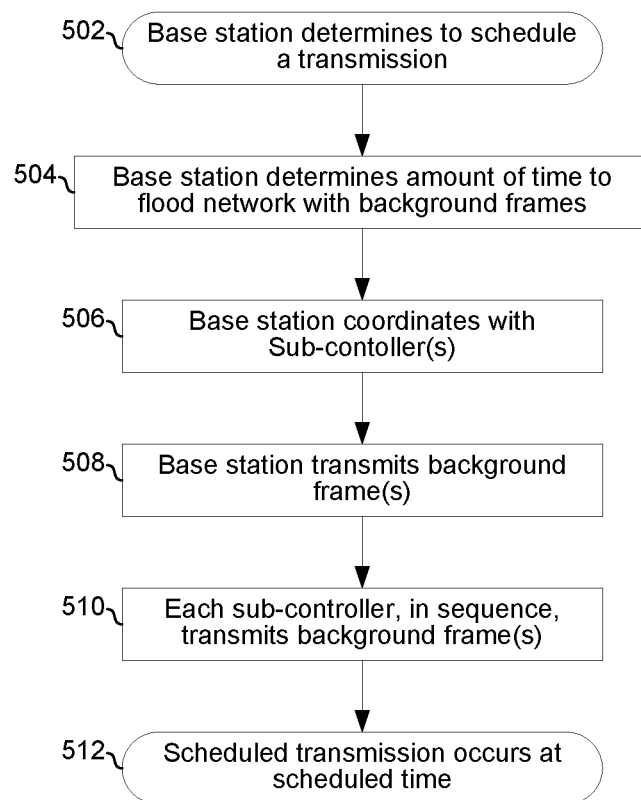 502
Base station determines to schedule
a transmission
504
Base station determines amount of time to
flood network with background frames
506
Base station coordinates with
Sub-contoller(s)
508
Base station transmits background
frame(s)
510
Each sub-controller, in sequence,
transmits background frame(s)
512
Scheduled transmission occurs at
scheduled time